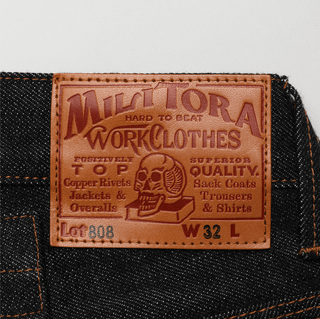 MILITORA
HARD TO BEAT
WORK CLOTHES
POSITIVELY SUPERIOR
TOP QUALITY.
Copper Rivets Sack Coats
Jackets & Trousers
Overalls & Shirts
Lot 808 W 32 L